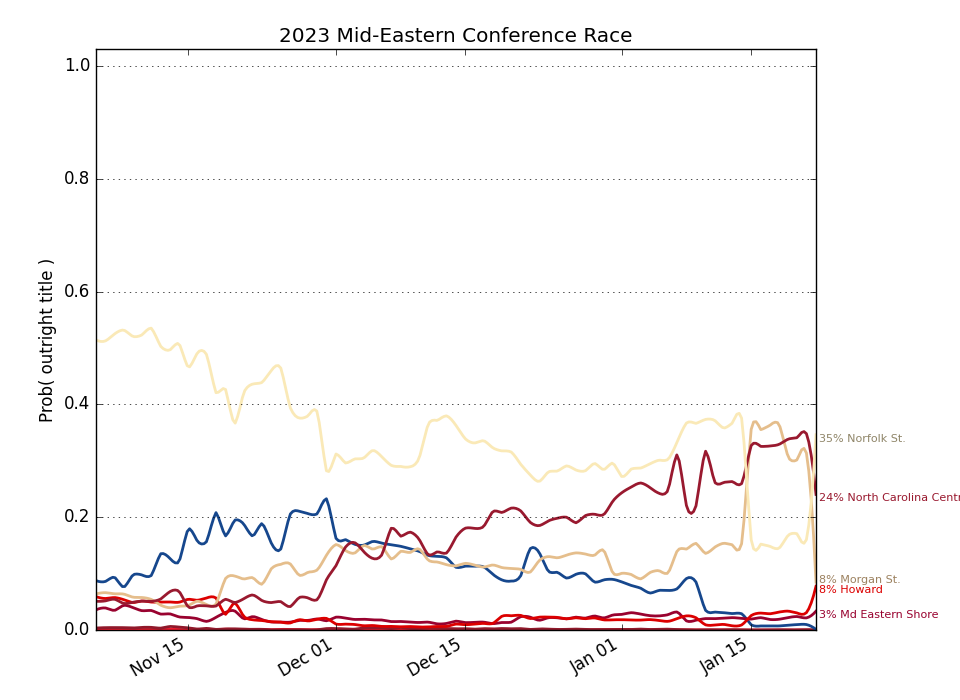 2023 Mid-Eastern Conference Race
Prob( outright title )
1.0
0.8
0.6
0.4
0.2
0.0
Nov 15
Dec 01
Dec 15
Jan 01
Jan 15
35% Norfolk St.
24% North Carolina Centr
8% Morgan St.
8% Howard
3% Md Eastern Shore